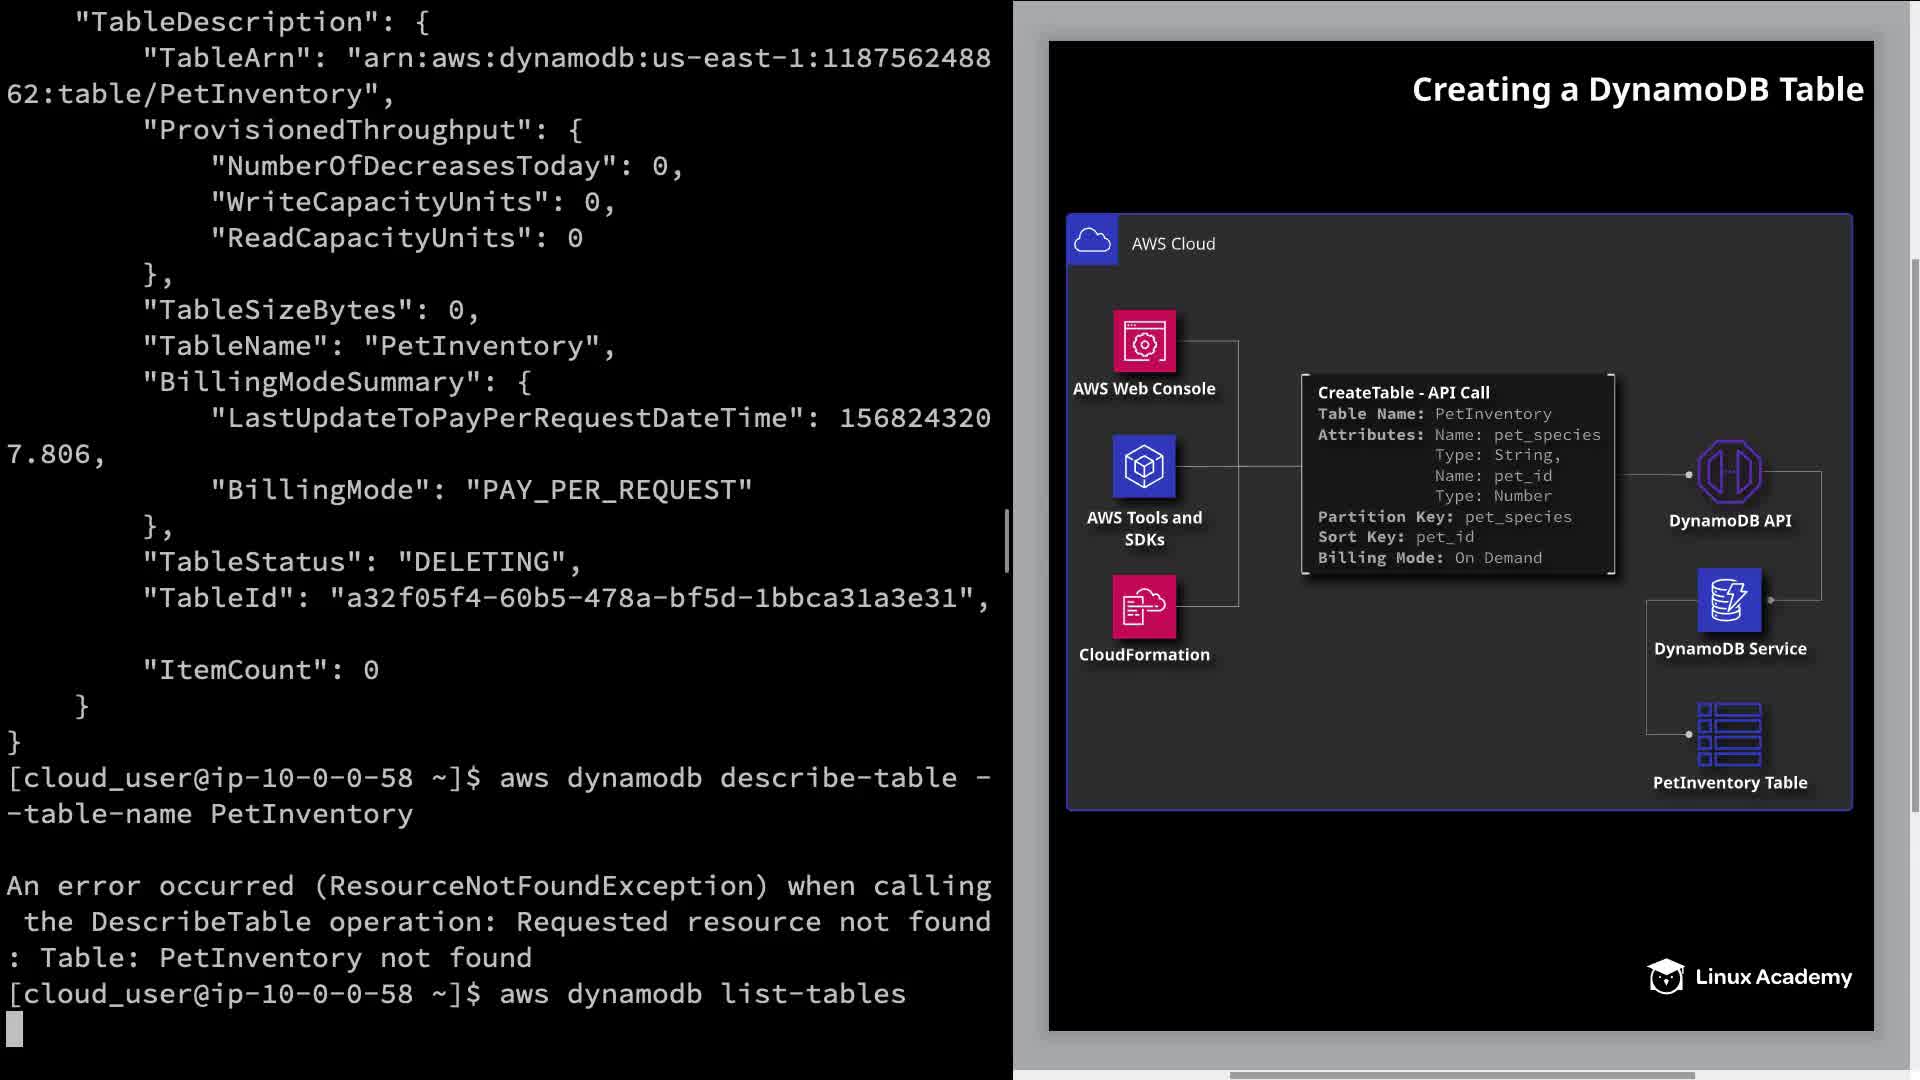 "TableDescription": {
"TableArn": "arn:aws:dynamodb:us-east-1:1187562488
62:table/PetInventory",
"ProvisionedThroughput": {
"NumberOfDecreasesToday": 0,
"WriteCapacityUnits": 0,
"ReadCapacityUnits": 0
},
"TableSizeBytes": 0,
"TableName": "PetInventory",
"BillingModeSummary": {
"LastUpdateToPayPerRequestDateTime": 156824320
7.806,
"BillingMode": "PAY_PER_REQUEST"
},
"TableStatus": "DELETING",
"TableId": "a32f05f4-60b5-478a-bf5d-1bbca31a3e31",
"ItemCount": 0
}
}
[cloud_user@ip-10-0-0-58 ~]$ aws dynamodb describe-table -
-table-name PetInventory
An error occurred (ResourceNotFoundException) when calling
the DescribeTable operation: Requested resource not found
: Table: PetInventory not found
[cloud_user@ip-10-0-0-58 ~]$ aws dynamodb list-tables
Creating a DynamoDB Table
AWS Cloud
AWS Web Console
AWS Tools and
SDKs
CloudFormation
CreateTable - API Call
Table Name: PetInventory
Attributes: Name: pet_species
Type: String,
Name: pet_id
Type: Number
Partition Key: pet_species
Sort Key: pet_id
Billing Mode: On Demand
DynamoDB API
DynamoDB Service
PetInventory Table
Linux Academy